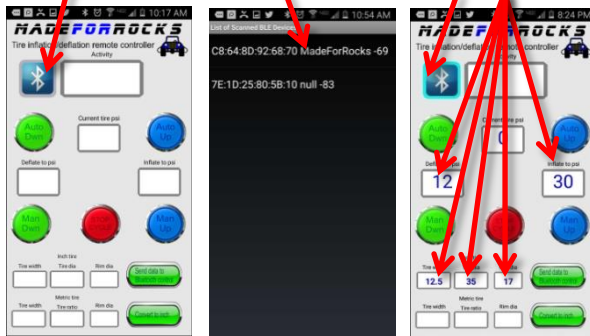 10:17 AM
MADEFORROCKS
Tire inflation/deflation remote controller
Activity
Current tire psi
Auto
Dwn
Auto
Up
Deflate to psi
Inflate to psi
Man
Dwn
Man
Up
Inch tire
Tire width Tire dia Rim dia
Send data to
Bluetooth control
Metric tire
Tire width Tire ratio Rim dia
Convert to inch
10:54 AM
List of Scanned BLE Devices
C8:64:8D:92:68:70 MadeForRocks -69
7E:1D:25:80:5B:10 null -83
8:24 PM
MADEFORROCKS
Tire inflation/deflation remote controller
Activity
Current tire psi
0
Auto
Dwn
Auto
Up
Deflate to psi
Inflate to psi
12
30
Man
Dwn
Man
Up
12.5 35 17
Send data to
Bluetooth control
Metric tire
Tire width Tire ratio Rim dia
Convert to inch